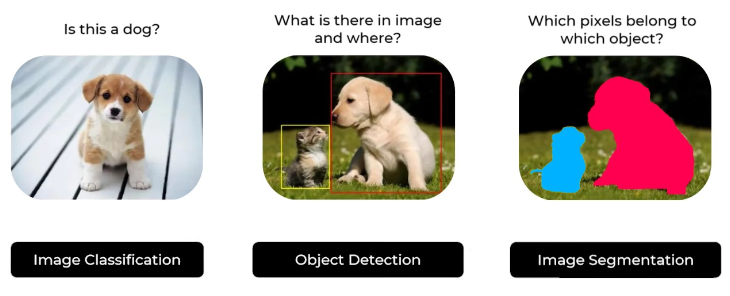 Is this a dog?
What is there in image
and where?
Which pixels belong to
which object?
Image Classification
Object Detection
Image Segmentation